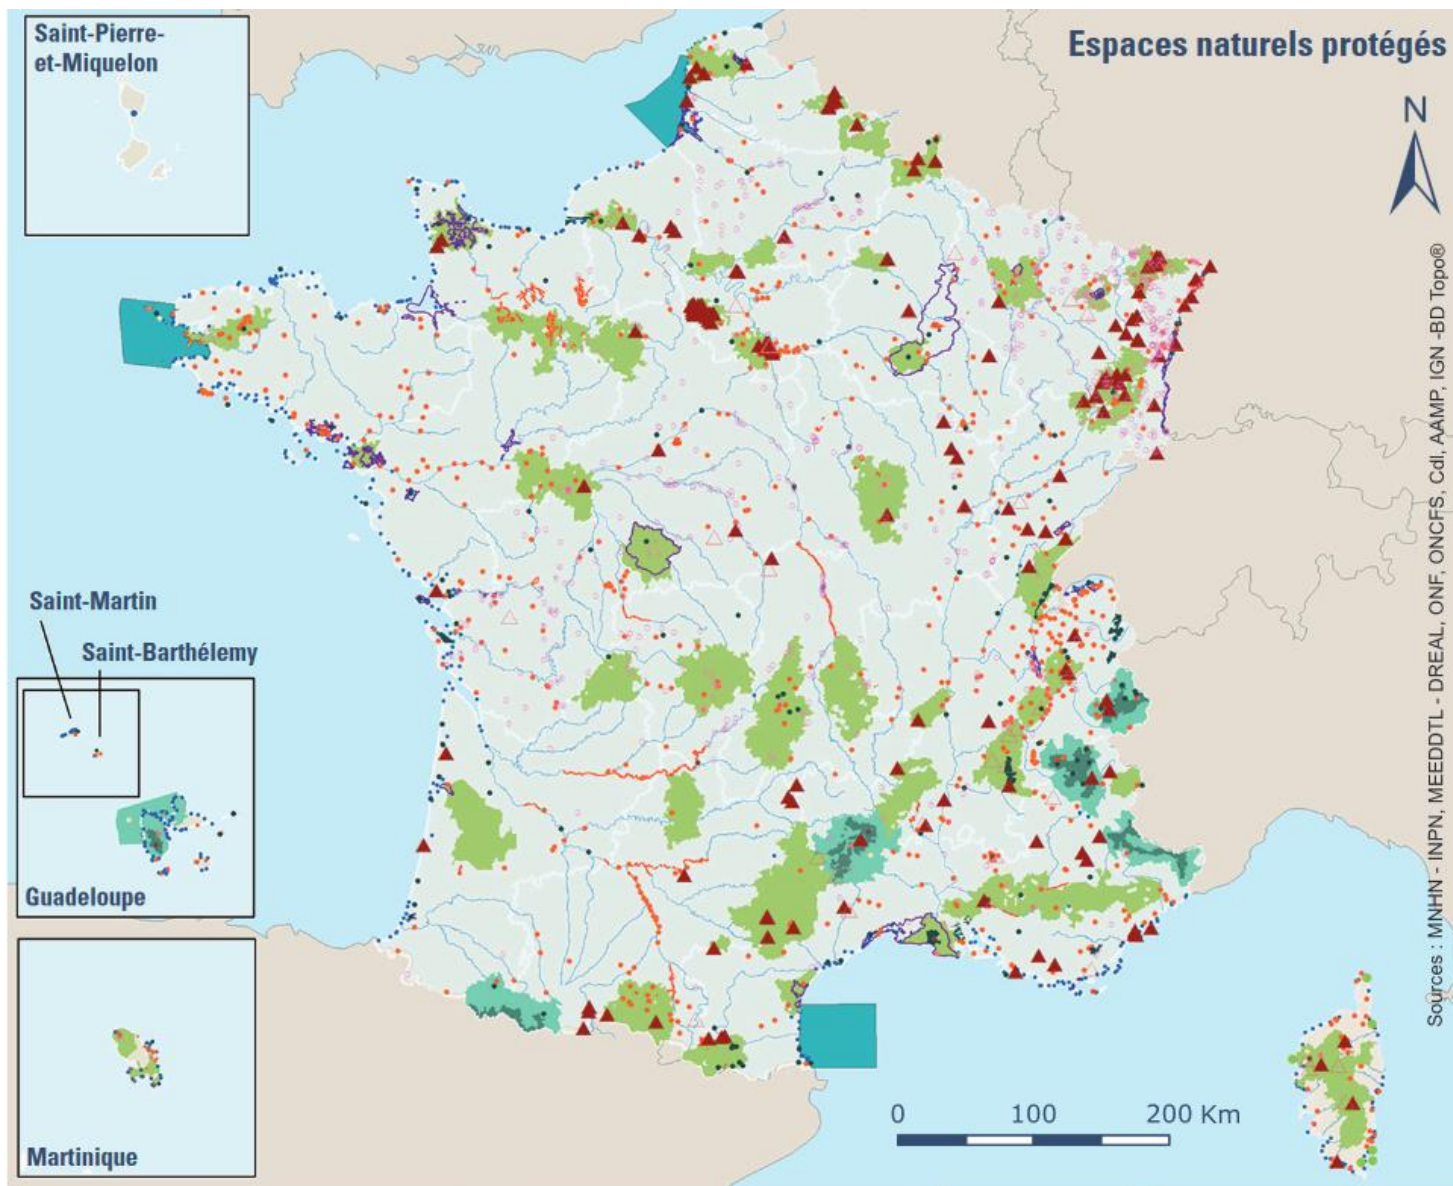 Saint-Pierre-
et-Miquelon
Espaces naturels protégés
N
Saint-Martin
Saint-Barthélemy
Guadeloupe
Martinique
0 100 200 Km
Sources : MNHN - INPN, MEEDDTL - DREAL, ONF, ONCFS, Cdl, AAMP, IGN -BD Topo®